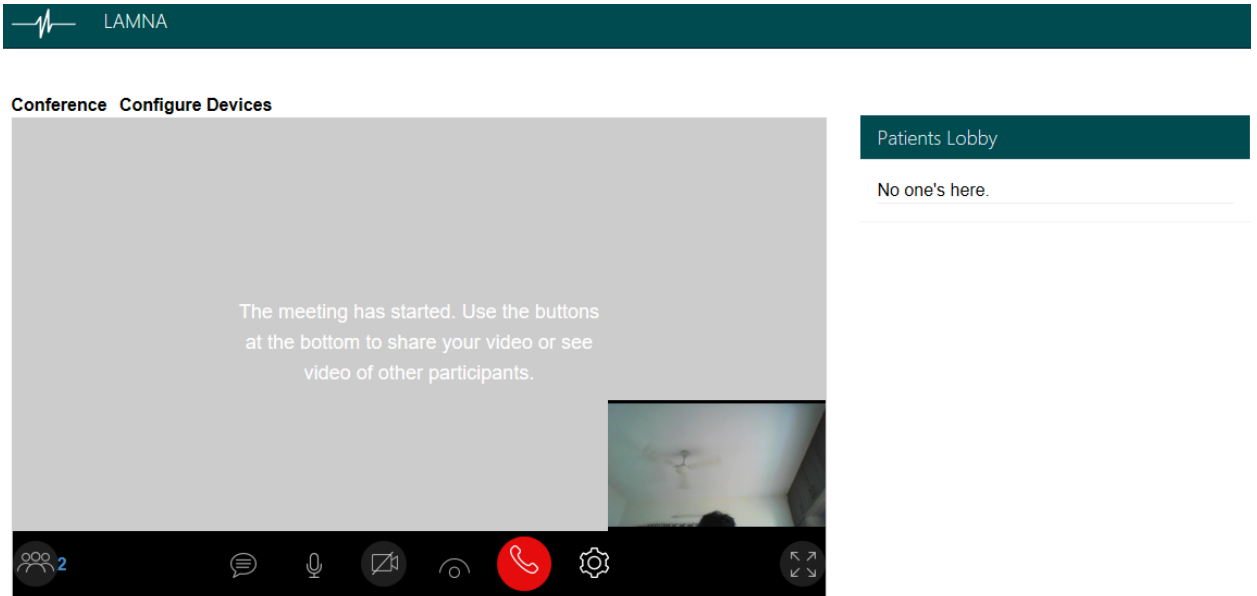 LAMNA
Conference Configure Devices
Patients Lobby
No one's here.
The meeting has started. Use the buttons
at the bottom to share your video or see
video of other participants.
2